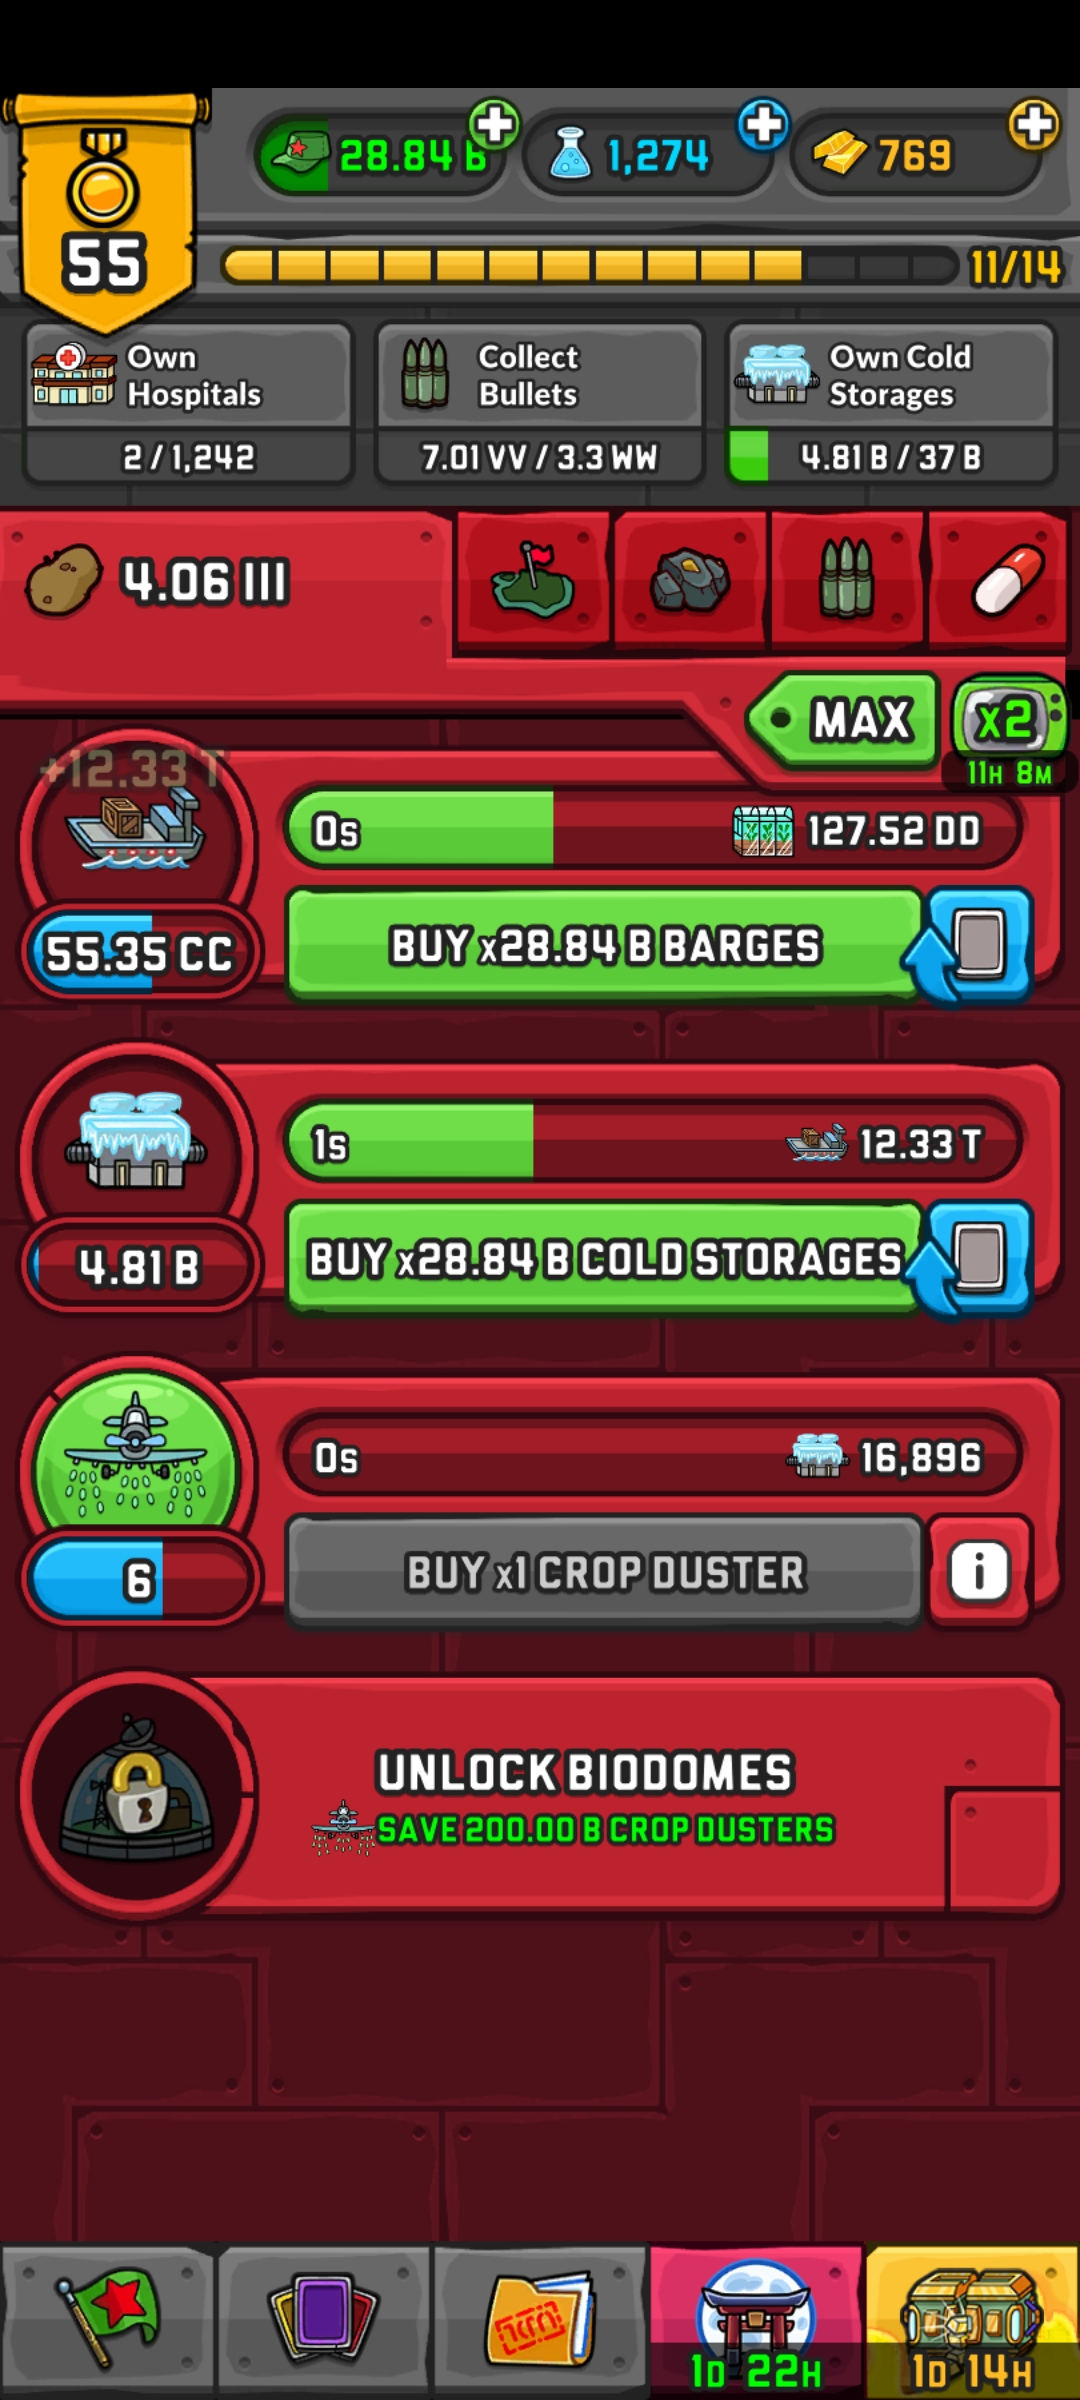 55
28.84 B
1,274
769
11/14
Own
Hospitals
2 / 1,242
Collect
Bullets
7.01 VV / 3.3 WW
Own Cold
Storages
4.81 B / 37 B
4.06 III
MAX
x2
11H 8M
+12.33 T
0s
127.52 DD
55.35 CC
BUY x28.84 B BARGES
1s
12.33 T
4.81 B
BUY x28.84 B COLD STORAGES
0s
16,896
6
BUY x1 CROP DUSTER
i
UNLOCK BIODOMES
SAVE 200.00 B CROP DUSTERS
1D 22H
1D 14H